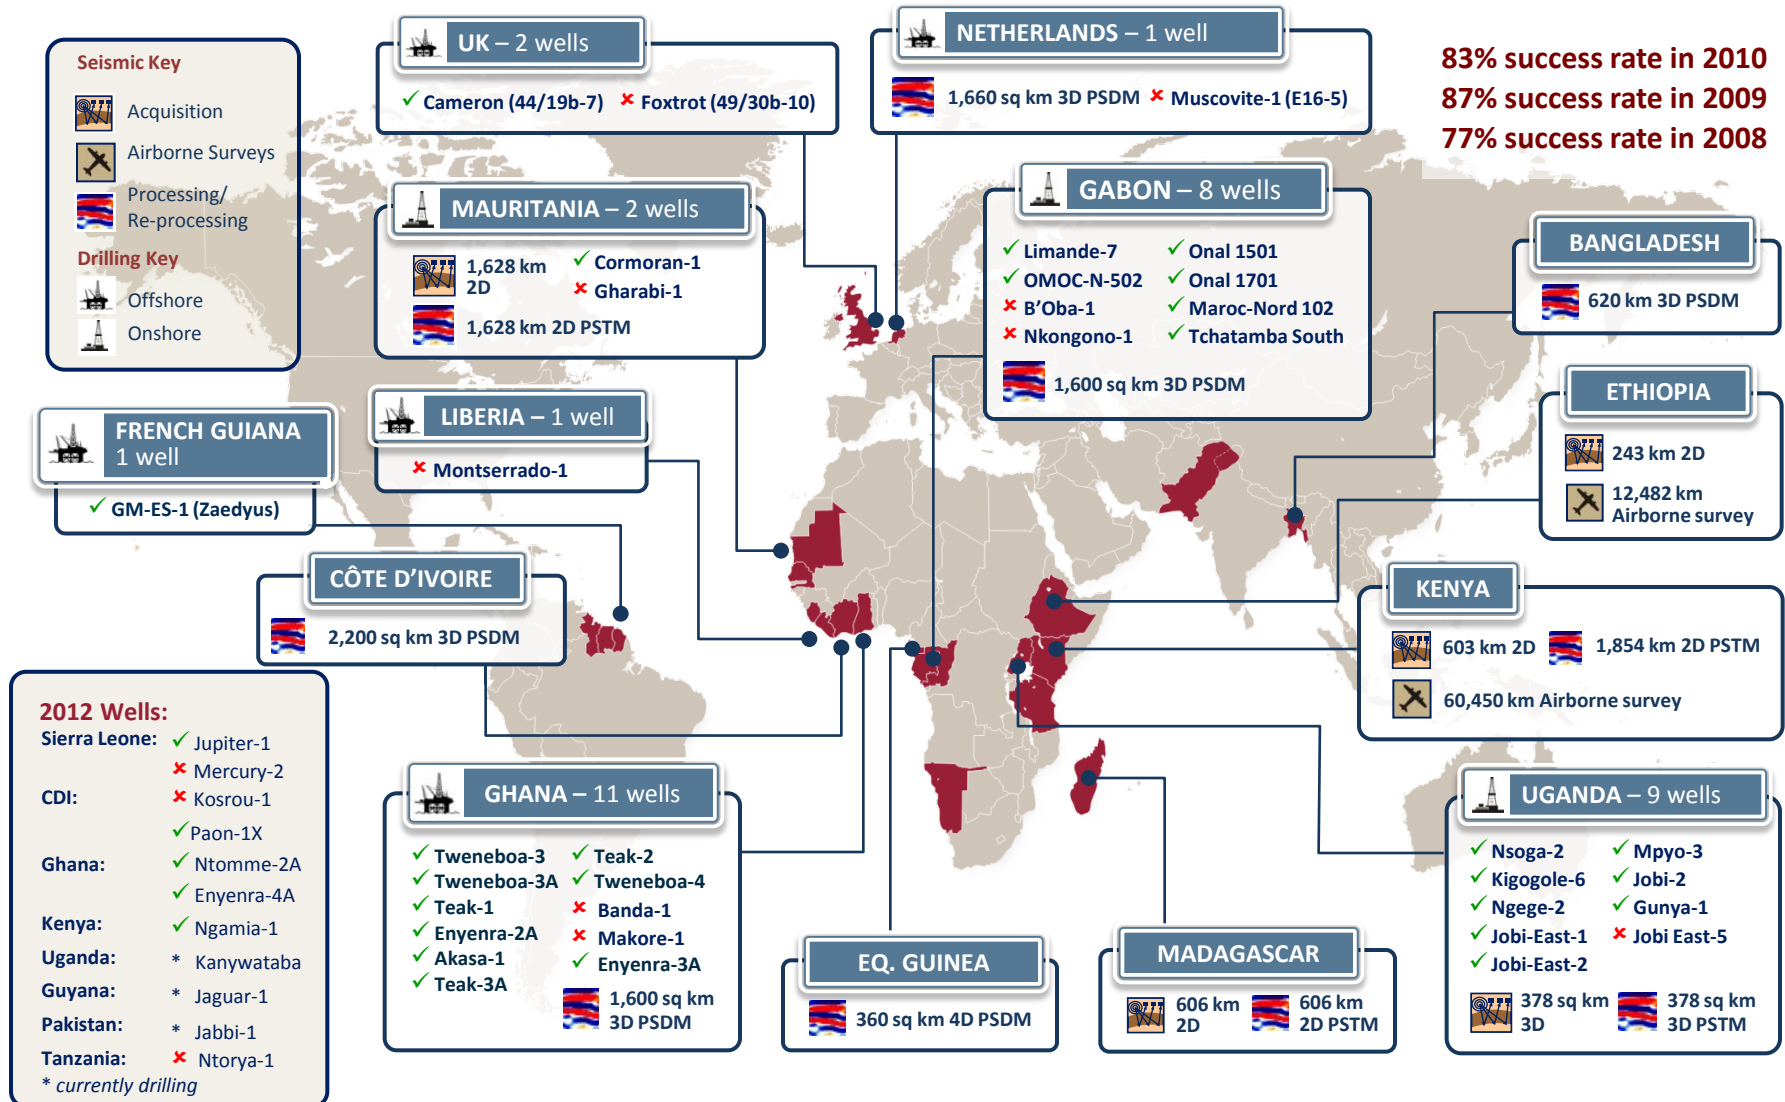 Seismic Key
Acquisition
Airborne Surveys
Processing/
Re-processing
Drilling Key
Offshore
Onshore
UK – 2 wells
✓ Cameron (44/19b-7) ✗ Foxtrot (49/30b-10)
NETHERLANDS – 1 well
1,660 sq km 3D PSDM ✗ Muscovite-1 (E16-5)
83% success rate in 2010
87% success rate in 2009
77% success rate in 2008
MAURITANIA – 2 wells
1,628 km
2D
✓ Cormoran-1
✗ Gharabi-1
1,628 km 2D PSTM
GABON – 8 wells
✓ Limande-7
✓ OMOC-N-502
✗ B’Oba-1
✗ Nkongono-1
✓ Onal 1501
✓ Onal 1701
✓ Maroc-Nord 102
✓ Tchatamba South
1,600 sq km 3D PSDM
BANGLADESH
620 km 3D PSDM
ETHIOPIA
243 km 2D
12,482 km
Airborne survey
FRENCH GUIANA
1 well
✓ GM-ES-1 (Zaedyus)
LIBERIA – 1 well
✗ Montserrado-1
CÔTE D’IVOIRE
2,200 sq km 3D PSDM
KENYA
603 km 2D
1,854 km 2D PSTM
60,450 km Airborne survey
2012 Wells:
Sierra Leone: ✓ Jupiter-1
✗ Mercury-2
CDI: ✗ Kosrou-1
✓ Paon-1X
Ghana: ✓ Ntomme-2A
✓ Enyenra-4A
Kenya: ✓ Ngamia-1
Uganda: * Kanywataba
Guyana: * Jaguar-1
Pakistan: * Jabbi-1
Tanzania: ✗ Ntorya-1
* currently drilling
GHANA – 11 wells
✓ Tweneboa-3
✓ Tweneboa-3A
✓ Teak-1
✓ Enyenra-2A
✓ Akasa-1
✓ Teak-3A
✓ Teak-2
✓ Tweneboa-4
✗ Banda-1
✗ Makore-1
✓ Enyenra-3A
1,600 sq km
3D PSDM
EQ. GUINEA
360 sq km 4D PSDM
MADAGASCAR
606 km
2D
606 km
2D PSTM
UGANDA – 9 wells
✓ Nsoga-2
✓ Kigogole-6
✓ Ngege-2
✓ Jobi-East-1
✓ Jobi-East-2
✓ Mpyo-3
✓ Jobi-2
✓ Gunya-1
✗ Jobi East-5
378 sq km
3D
378 sq km
3D PSTM